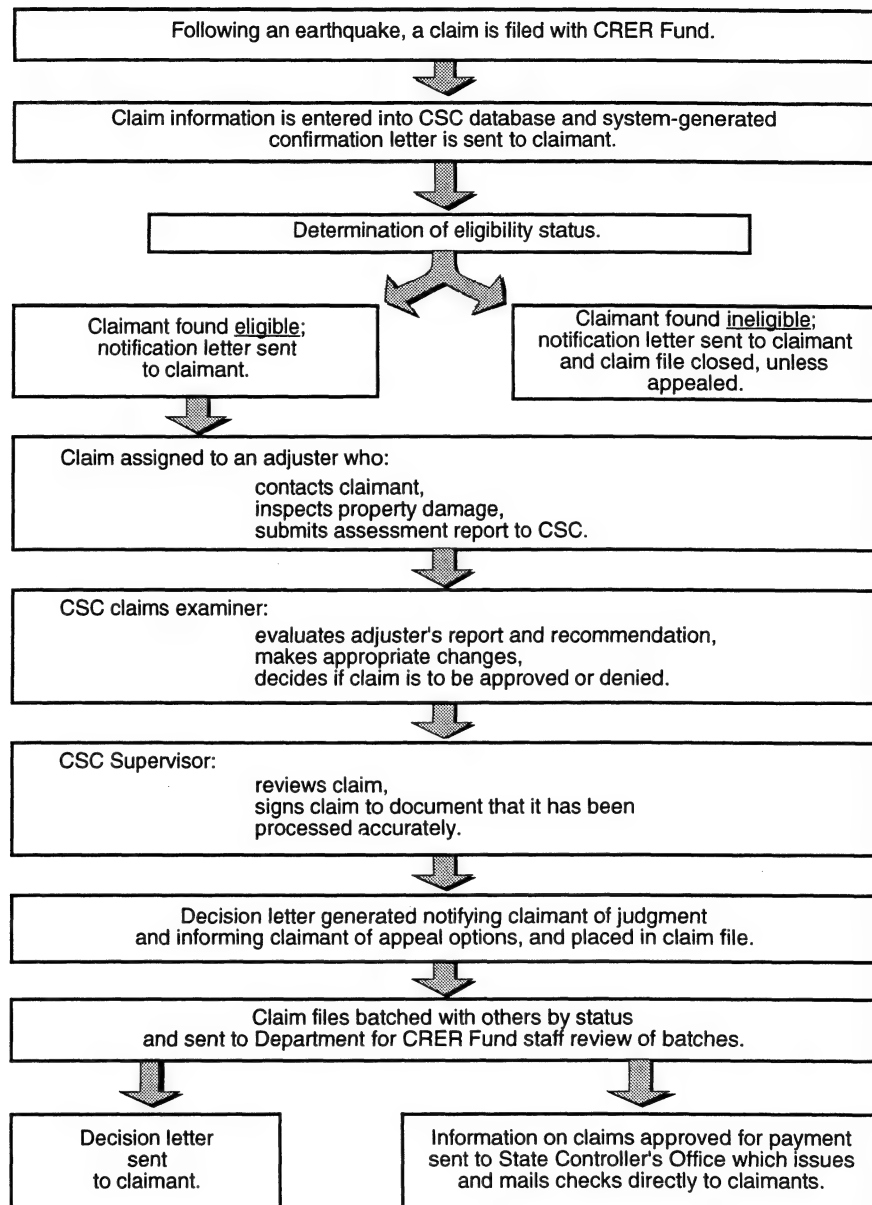 Following an earthquake, a claim is filed with CRER Fund.
Claim information is entered into CSC database and system-generated
confirmation letter is sent to claimant.
Determination of eligibility status.
Claimant found eligible;
notification letter sent
to claimant.
Claimant found ineligible;
notification letter sent to claimant
and claim file closed, unless
appealed.
Claim assigned to an adjuster who:
contacts claimant,
inspects property damage,
submits assessment report to CSC.
CSC claims examiner:
evaluates adjuster's report and recommendation,
makes appropriate changes,
decides if claim is to be approved or denied.
CSC Supervisor:
reviews claim,
signs claim to document that it has been
processed accurately.
Decision letter generated notifying claimant of judgment
and informing claimant of appeal options, and placed in claim file.
Claim files batched with others by status
and sent to Department for CRER Fund staff review of batches.
Decision letter
sent
to claimant.
Information on claims approved for payment
sent to State Controller's Office which issues
and mails checks directly to claimants.